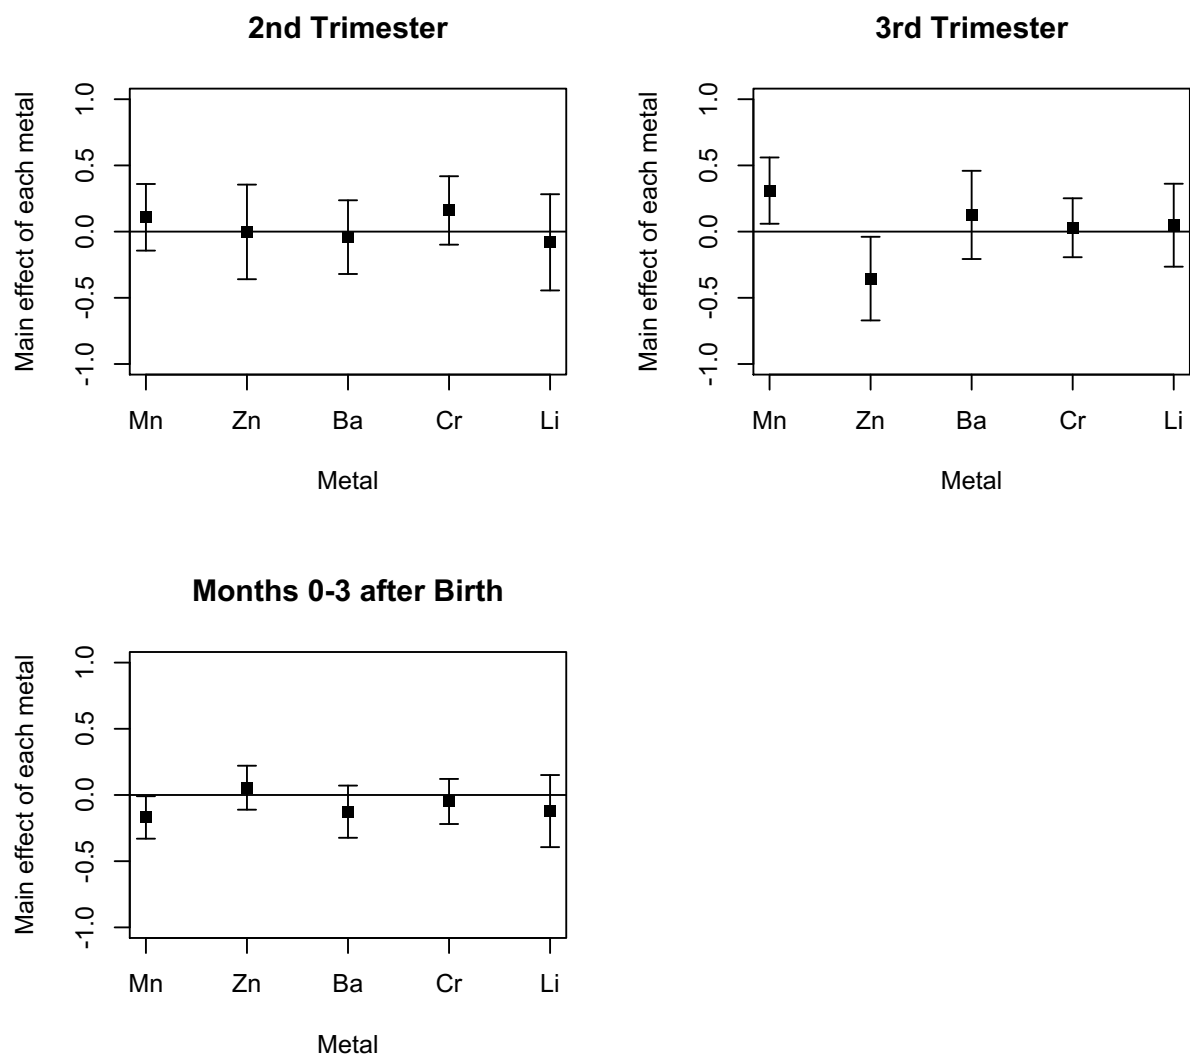 2nd Trimester
Main effect of each metal
1.0
0.5
0.0
-0.5
-1.0
Mn Zn Ba Cr Li
Metal
3rd Trimester
Main effect of each metal
1.0
0.5
0.0
-0.5
-1.0
Mn Zn Ba Cr Li
Metal
Months 0-3 after Birth
Main effect of each metal
1.0
0.5
0.0
-0.5
-1.0
Mn Zn Ba Cr Li
Metal